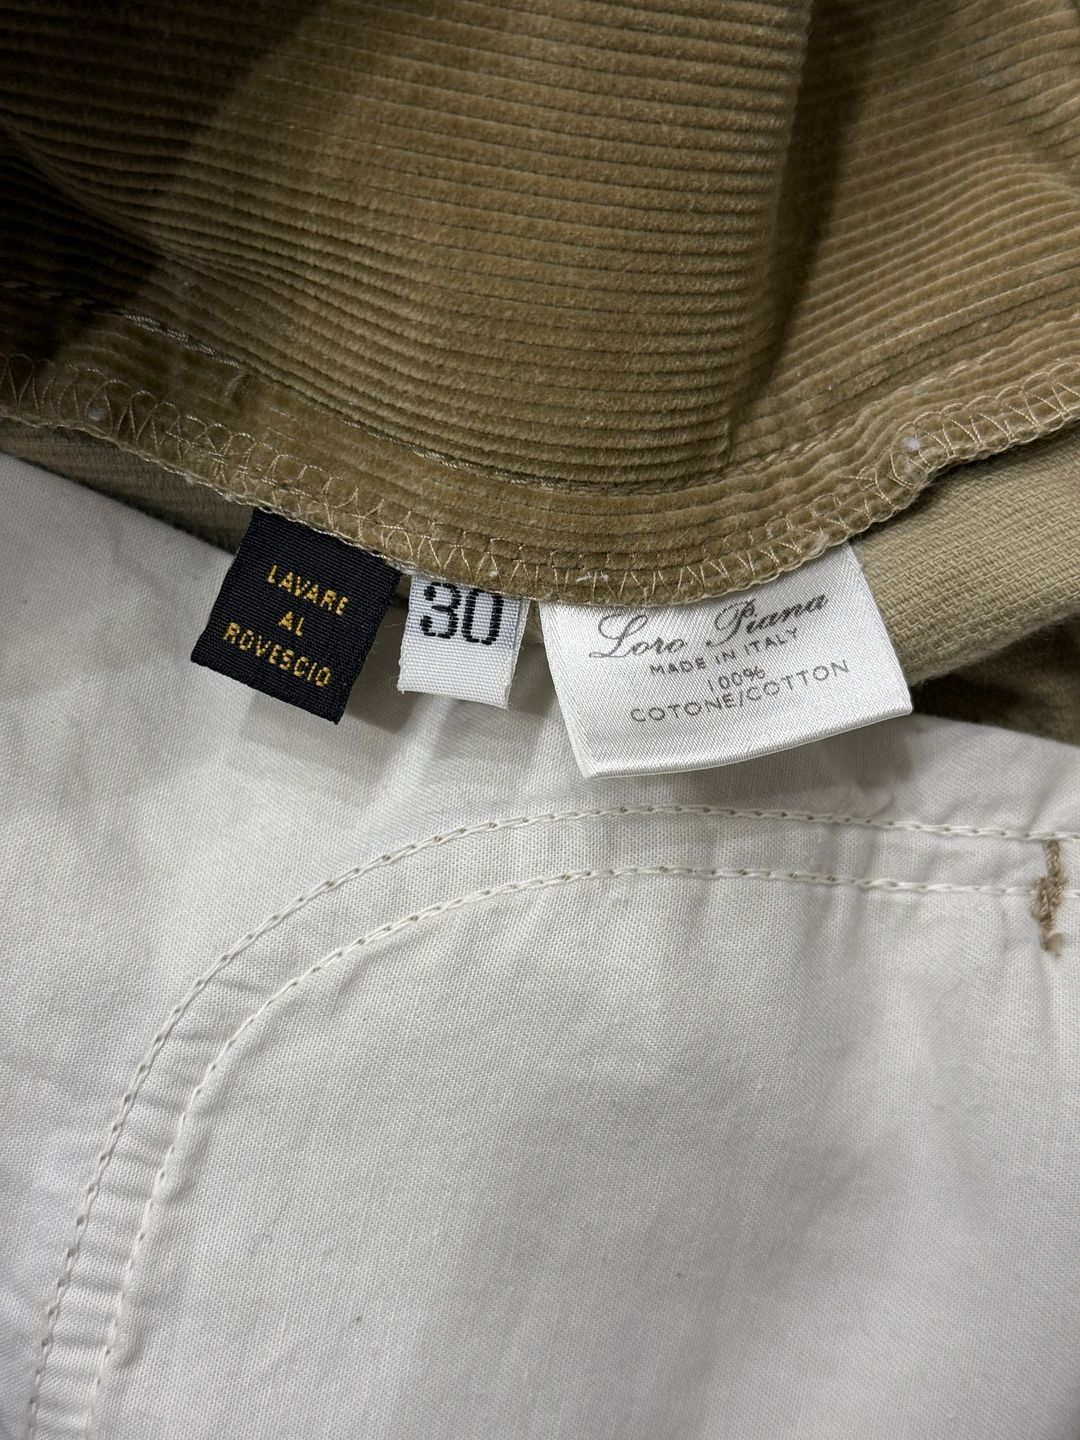 LAVARE
AL
ROVESCIO
30
Loro Piana
MADE IN ITALY
100%
COTONE/COTTON